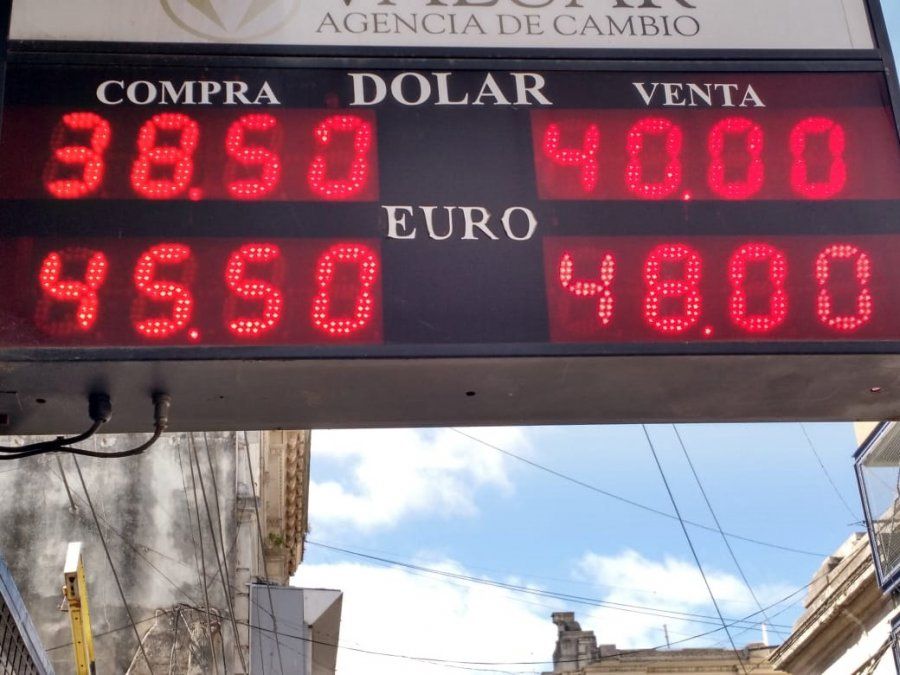 AGENCIA DE CAMBIO
COMPRA DOLAR VENTA
38.50 40.00
EURO
45.50 48.00